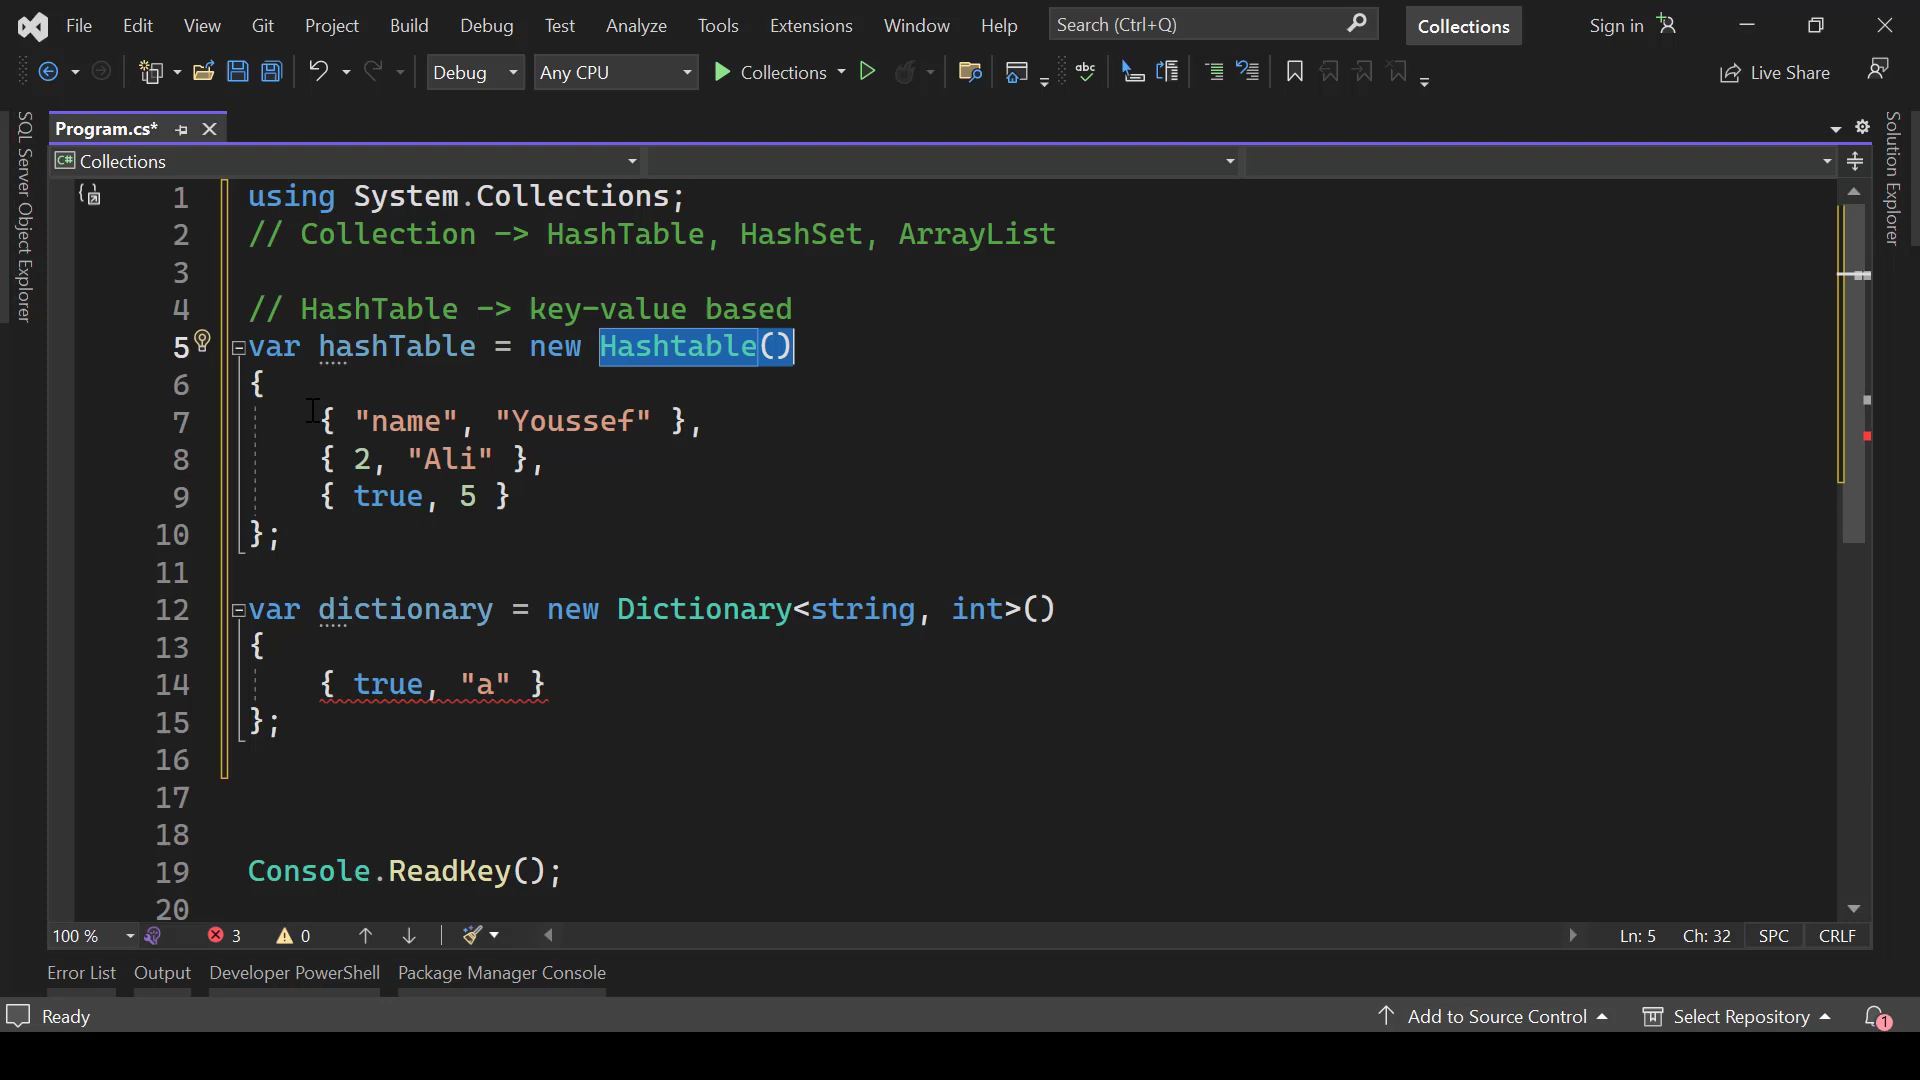 File Edit View Git Project Build Debug Test Analyze Tools Extensions Window Help Search (Ctrl+Q) Collections Sign in
Debug Any CPU Collections Live Share
SQL Server Object Explorer
Solution Explorer
Program.cs*
C# Collections
1 using System.Collections;
2 // Collection -> HashTable, HashSet, ArrayList
3
4 // HashTable -> key-value based
5 var hashTable = new Hashtable()
6 {
7 { "name", "Youssef" },
8 { 2, "Ali" },
9 { true, 5 }
10 };
11
12 var dictionary = new Dictionary<string, int>()
13 {
14 { true, "a" }
15 };
16
17
18
19 Console.ReadKey();
20
100 % 3 0 Ln: 5 Ch: 32 SPC CRLF
Error List Output Developer PowerShell Package Manager Console
Ready Add to Source Control Select Repository 1